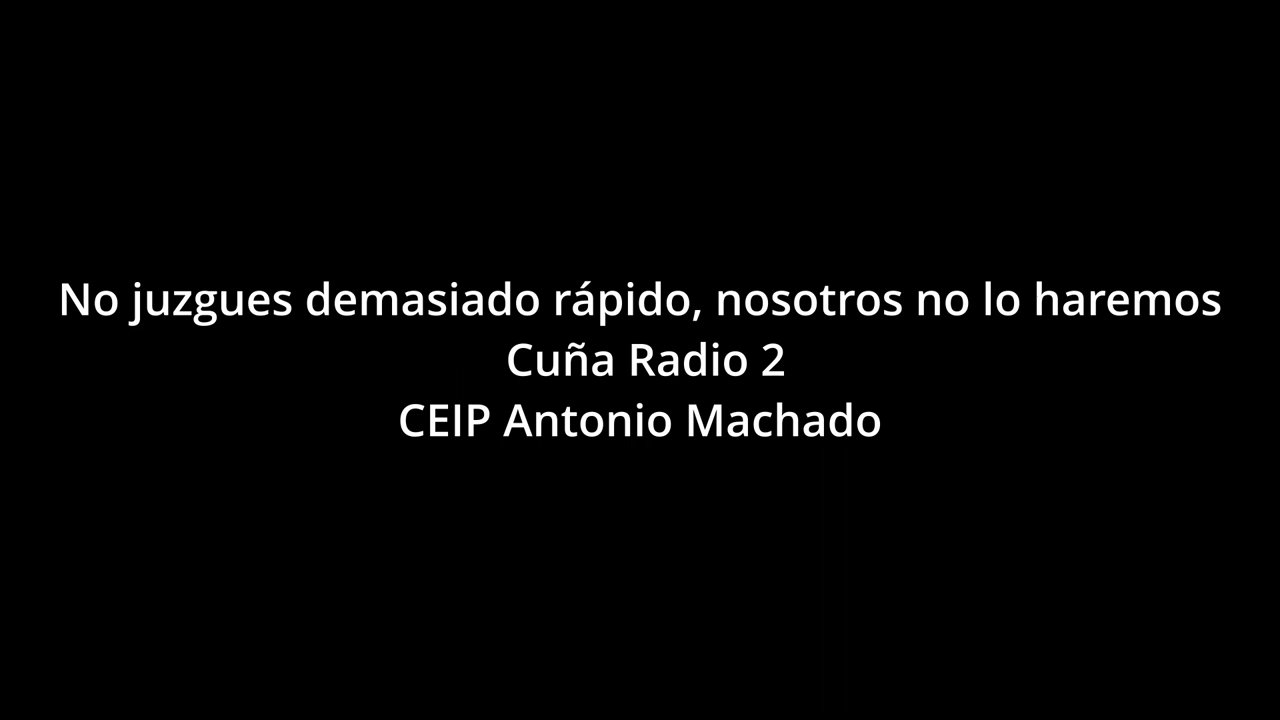 No juzgues demasiado rápido, nosotros no lo haremos
Cuña Radio 2
CEIP Antonio Machado